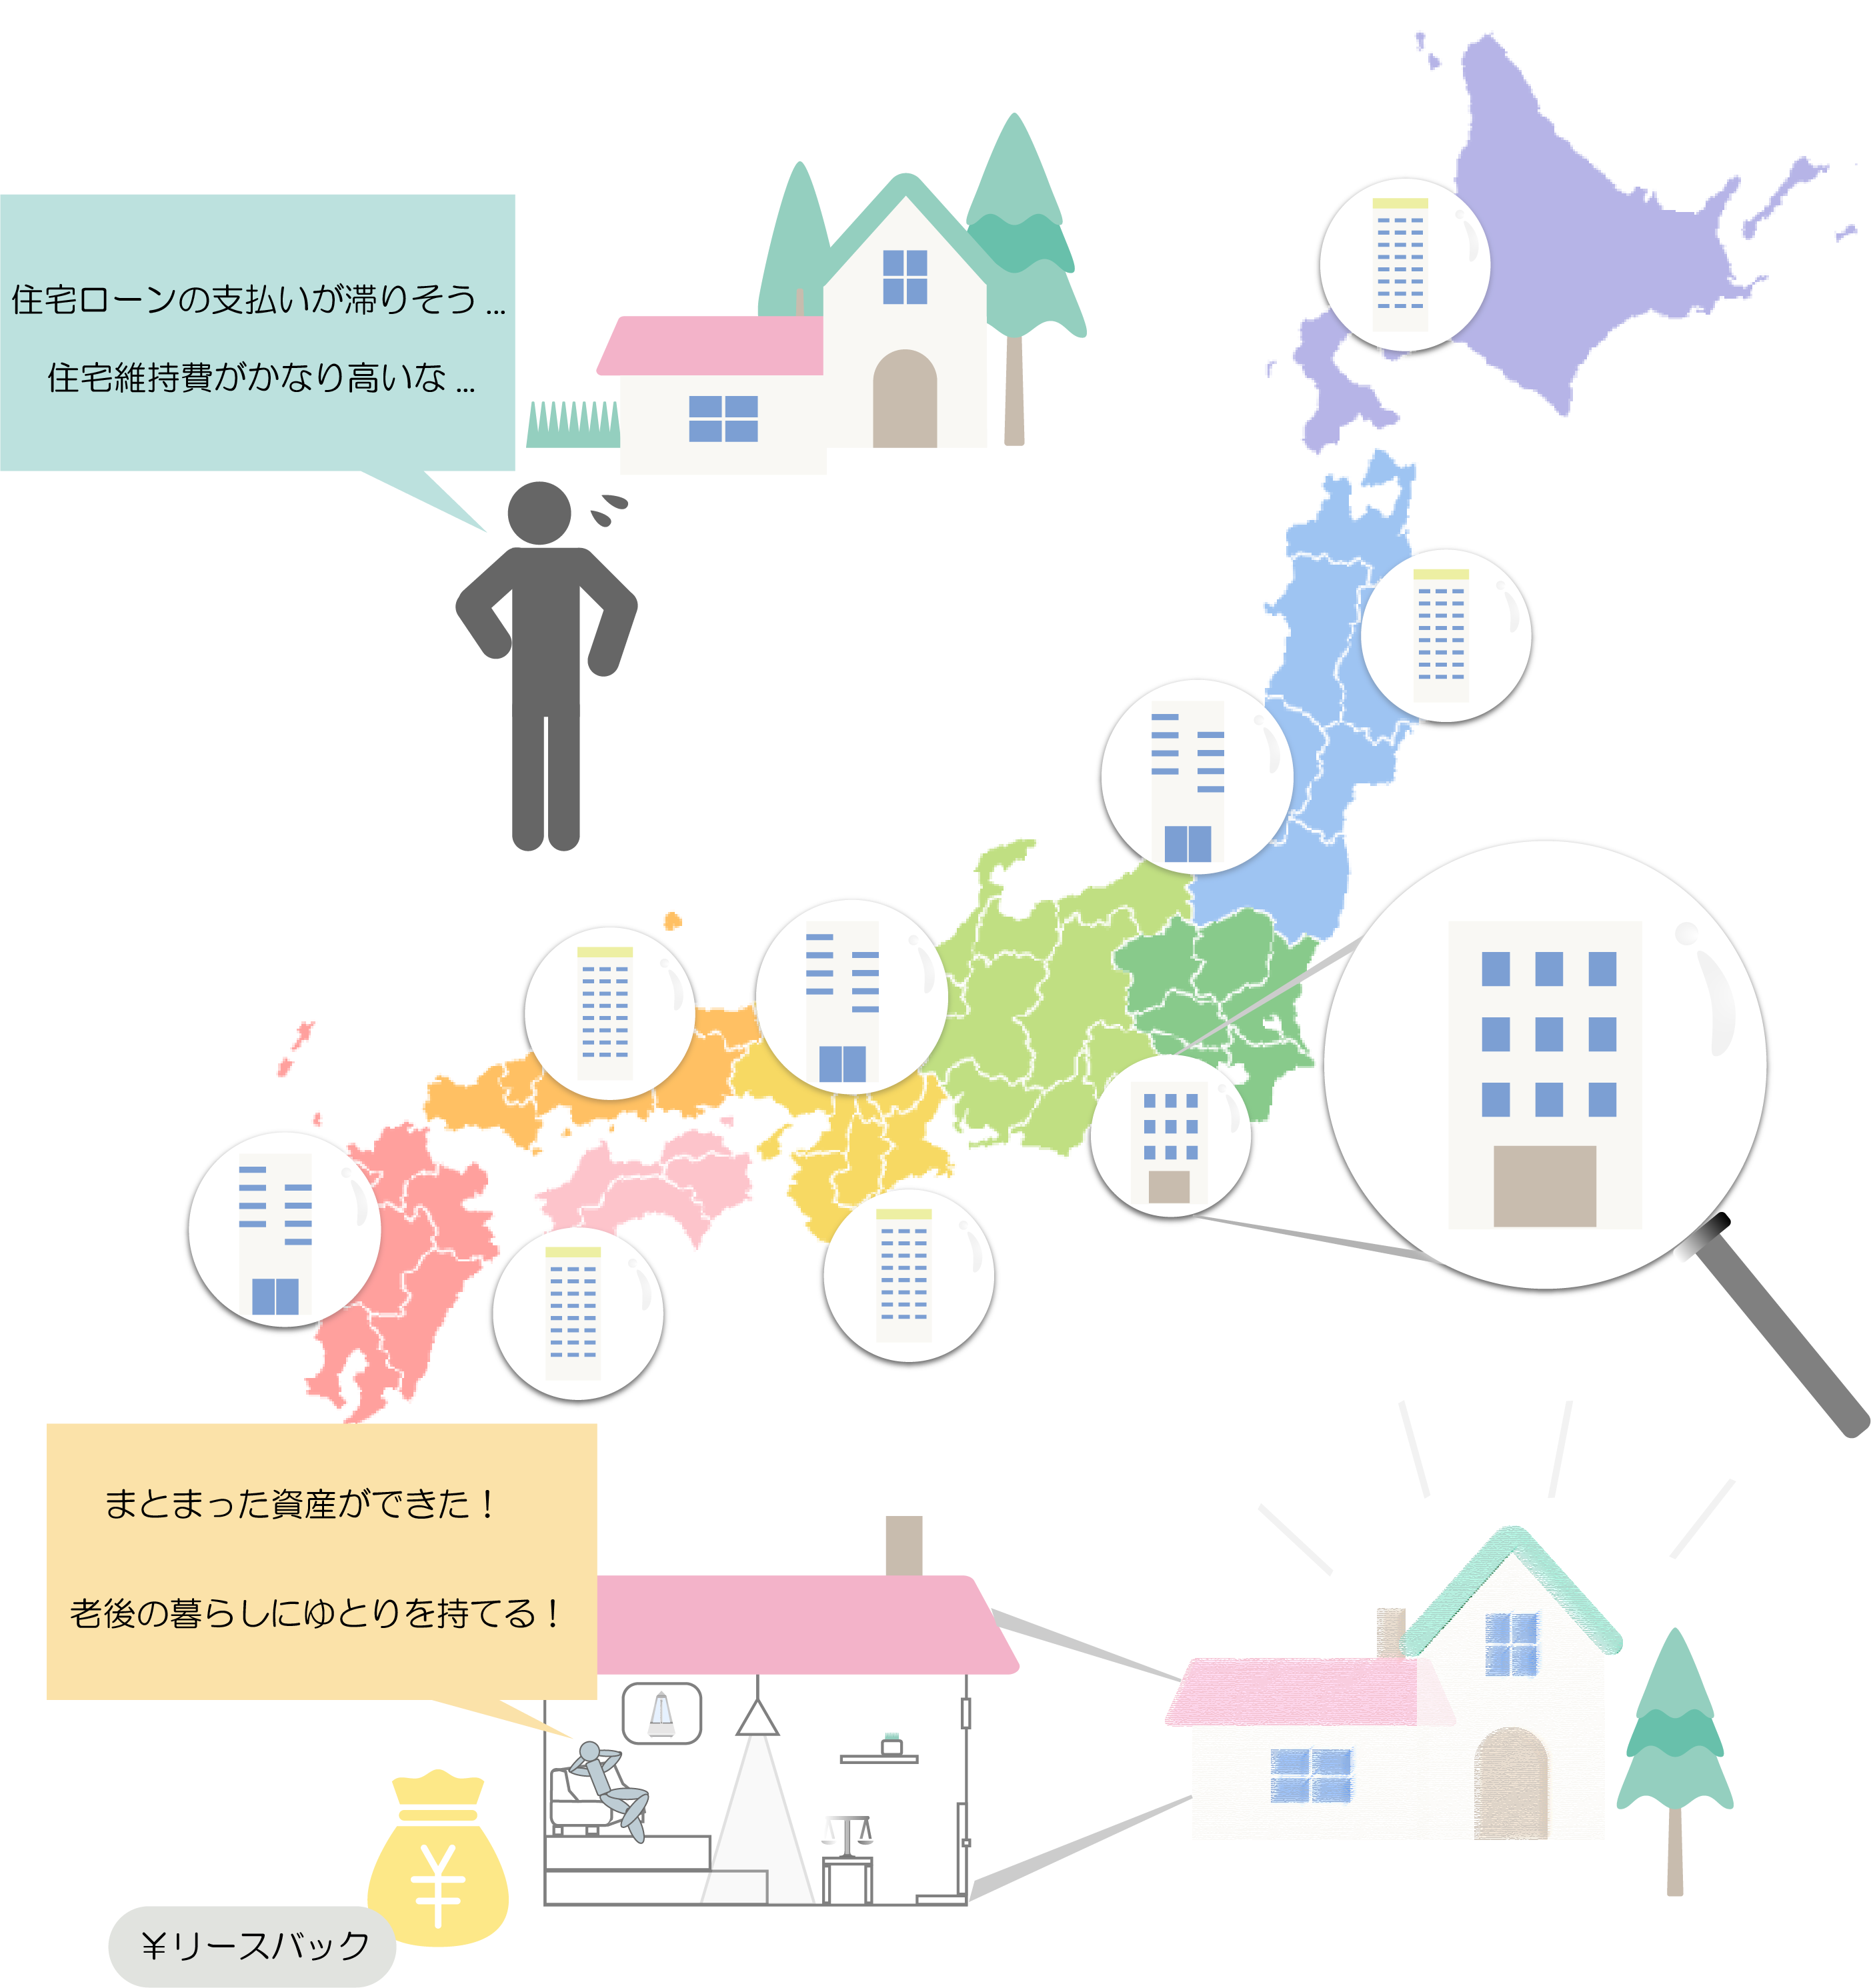 住宅ローンの支払いが滞りそう...
住宅維持費がかなり高いな...
まとまった資産ができた！
老後の暮らしにゆとりを持てる！
¥
￥リースバック